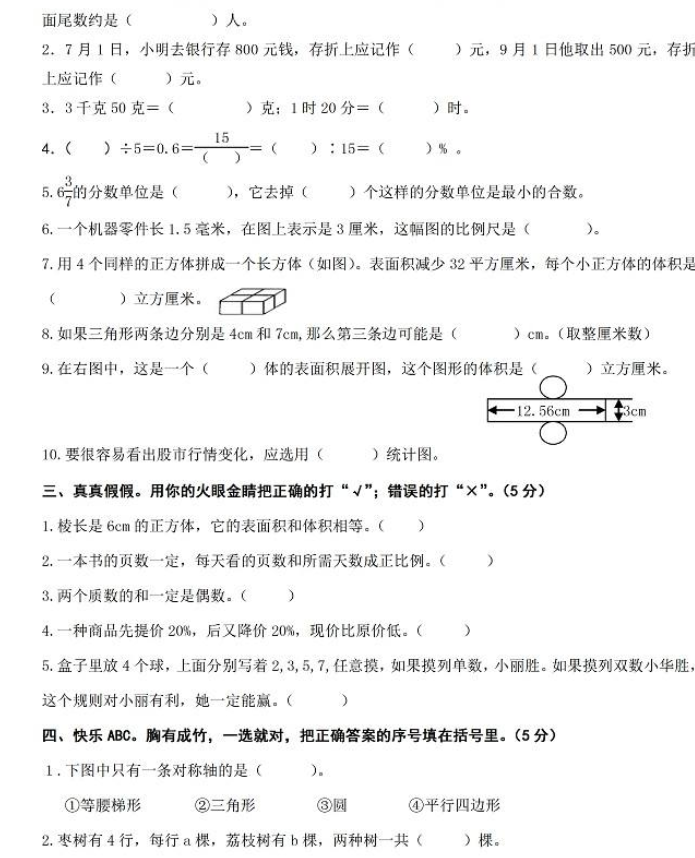 面尾数约是（ ）人。
2. 7月1日，小明去银行存800元钱，存折上应记作（ ）元，9月1日他取出500元，存折
上应记作（ ）元。
3. 3千克50克＝（ ）克；1时20分＝（ ）时。
4.（ ）÷5＝0.6＝15/（ ）＝（ ）∶15＝（ ）% 。
5. 6 3/7的分数单位是（ ），它去掉（ ）个这样的分数单位是最小的合数。
6. 一个机器零件长1.5毫米，在图上表示是3厘米，这幅图的比例尺是（ ）。
7. 用4个同样的正方体拼成一个长方体（如图）。表面积减少32平方厘米，每个小正方体的体积是
（ ）立方厘米。
8. 如果三角形两条边分别是4cm和7cm,那么第三条边可能是（ ）cm。（取整厘米数）
9. 在右图中，这是一个（ ）体的表面积展开图，这个图形的体积是（ ）立方厘米。
12.56cm 3cm
10. 要很容易看出股市行情变化，应选用（ ）统计图。
三、真真假假。用你的火眼金睛把正确的打“√”；错误的打“×”。（5分）
1. 棱长是6cm的正方体，它的表面积和体积相等。（ ）
2. 一本书的页数一定，每天看的页数和所需天数成正比例。（ ）
3. 两个质数的和一定是偶数。（ ）
4. 一种商品先提价20%，后又降价20%，现价比原价低。（ ）
5. 盒子里放4个球，上面分别写着2,3,5,7,任意摸，如果摸列单数，小丽胜。如果摸列双数小华胜，
这个规则对小丽有利，她一定能赢。（ ）
四、快乐ABC。胸有成竹，一选就对，把正确答案的序号填在括号里。（5分）
1. 下图中只有一条对称轴的是（ ）。
①等腰梯形 ②三角形 ③圆 ④平行四边形
2. 枣树有4行，每行a棵，荔枝树有b棵，两种树一共（ ）棵。